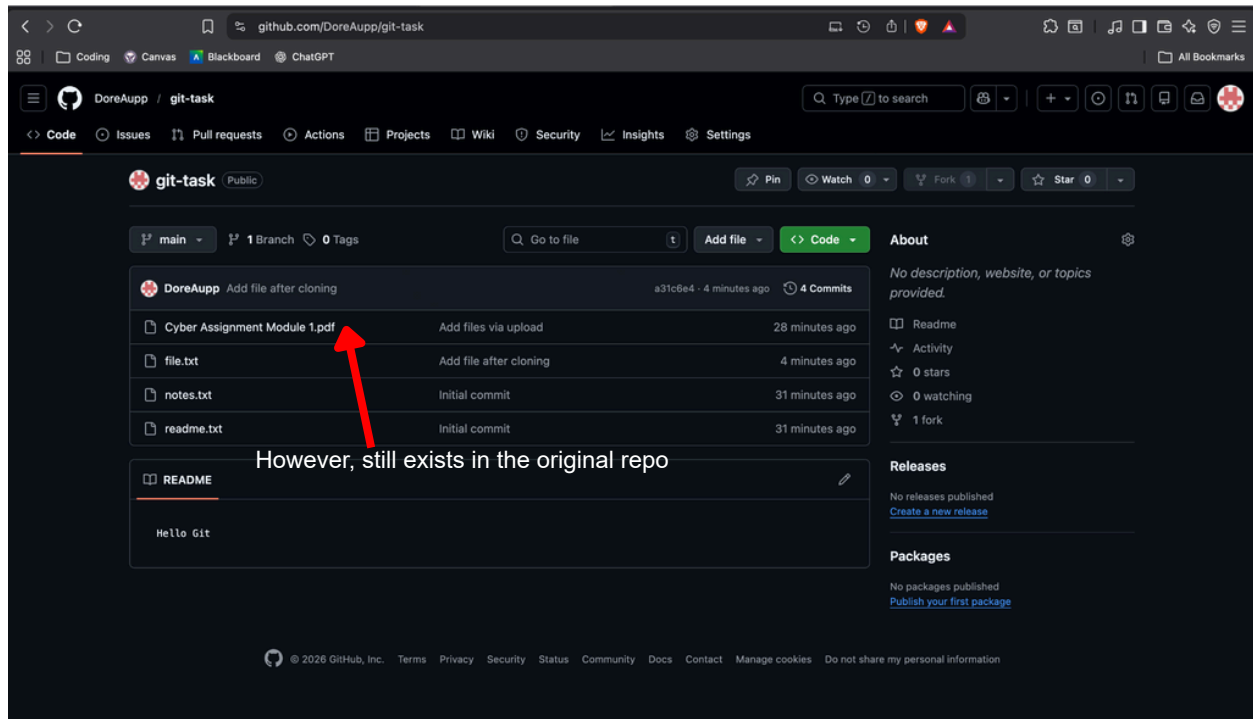 github.com/DoreAupp/git-task
Coding Canvas Blackboard ChatGPT All Bookmarks
DoreAupp / git-task Type / to search
Code Issues Pull requests Actions Projects Wiki Security Insights Settings
git-task Public Pin Watch 0 Fork 1 Star 0
main 1 Branch 0 Tags Go to file t Add file Code About
No description, website, or topics
provided.
DoreAupp Add file after cloning a31c6e4 · 4 minutes ago 4 Commits
Cyber Assignment Module 1.pdf Add files via upload 28 minutes ago
file.txt Add file after cloning 4 minutes ago
notes.txt Initial commit 31 minutes ago
readme.txt Initial commit 31 minutes ago
However, still exists in the original repo
README
Hello Git
Readme
Activity
0 stars
0 watching
1 fork
Releases
No releases published
Create a new release
Packages
No packages published
Publish your first package
© 2026 GitHub, Inc. Terms Privacy Security Status Community Docs Contact Manage cookies Do not share my personal information